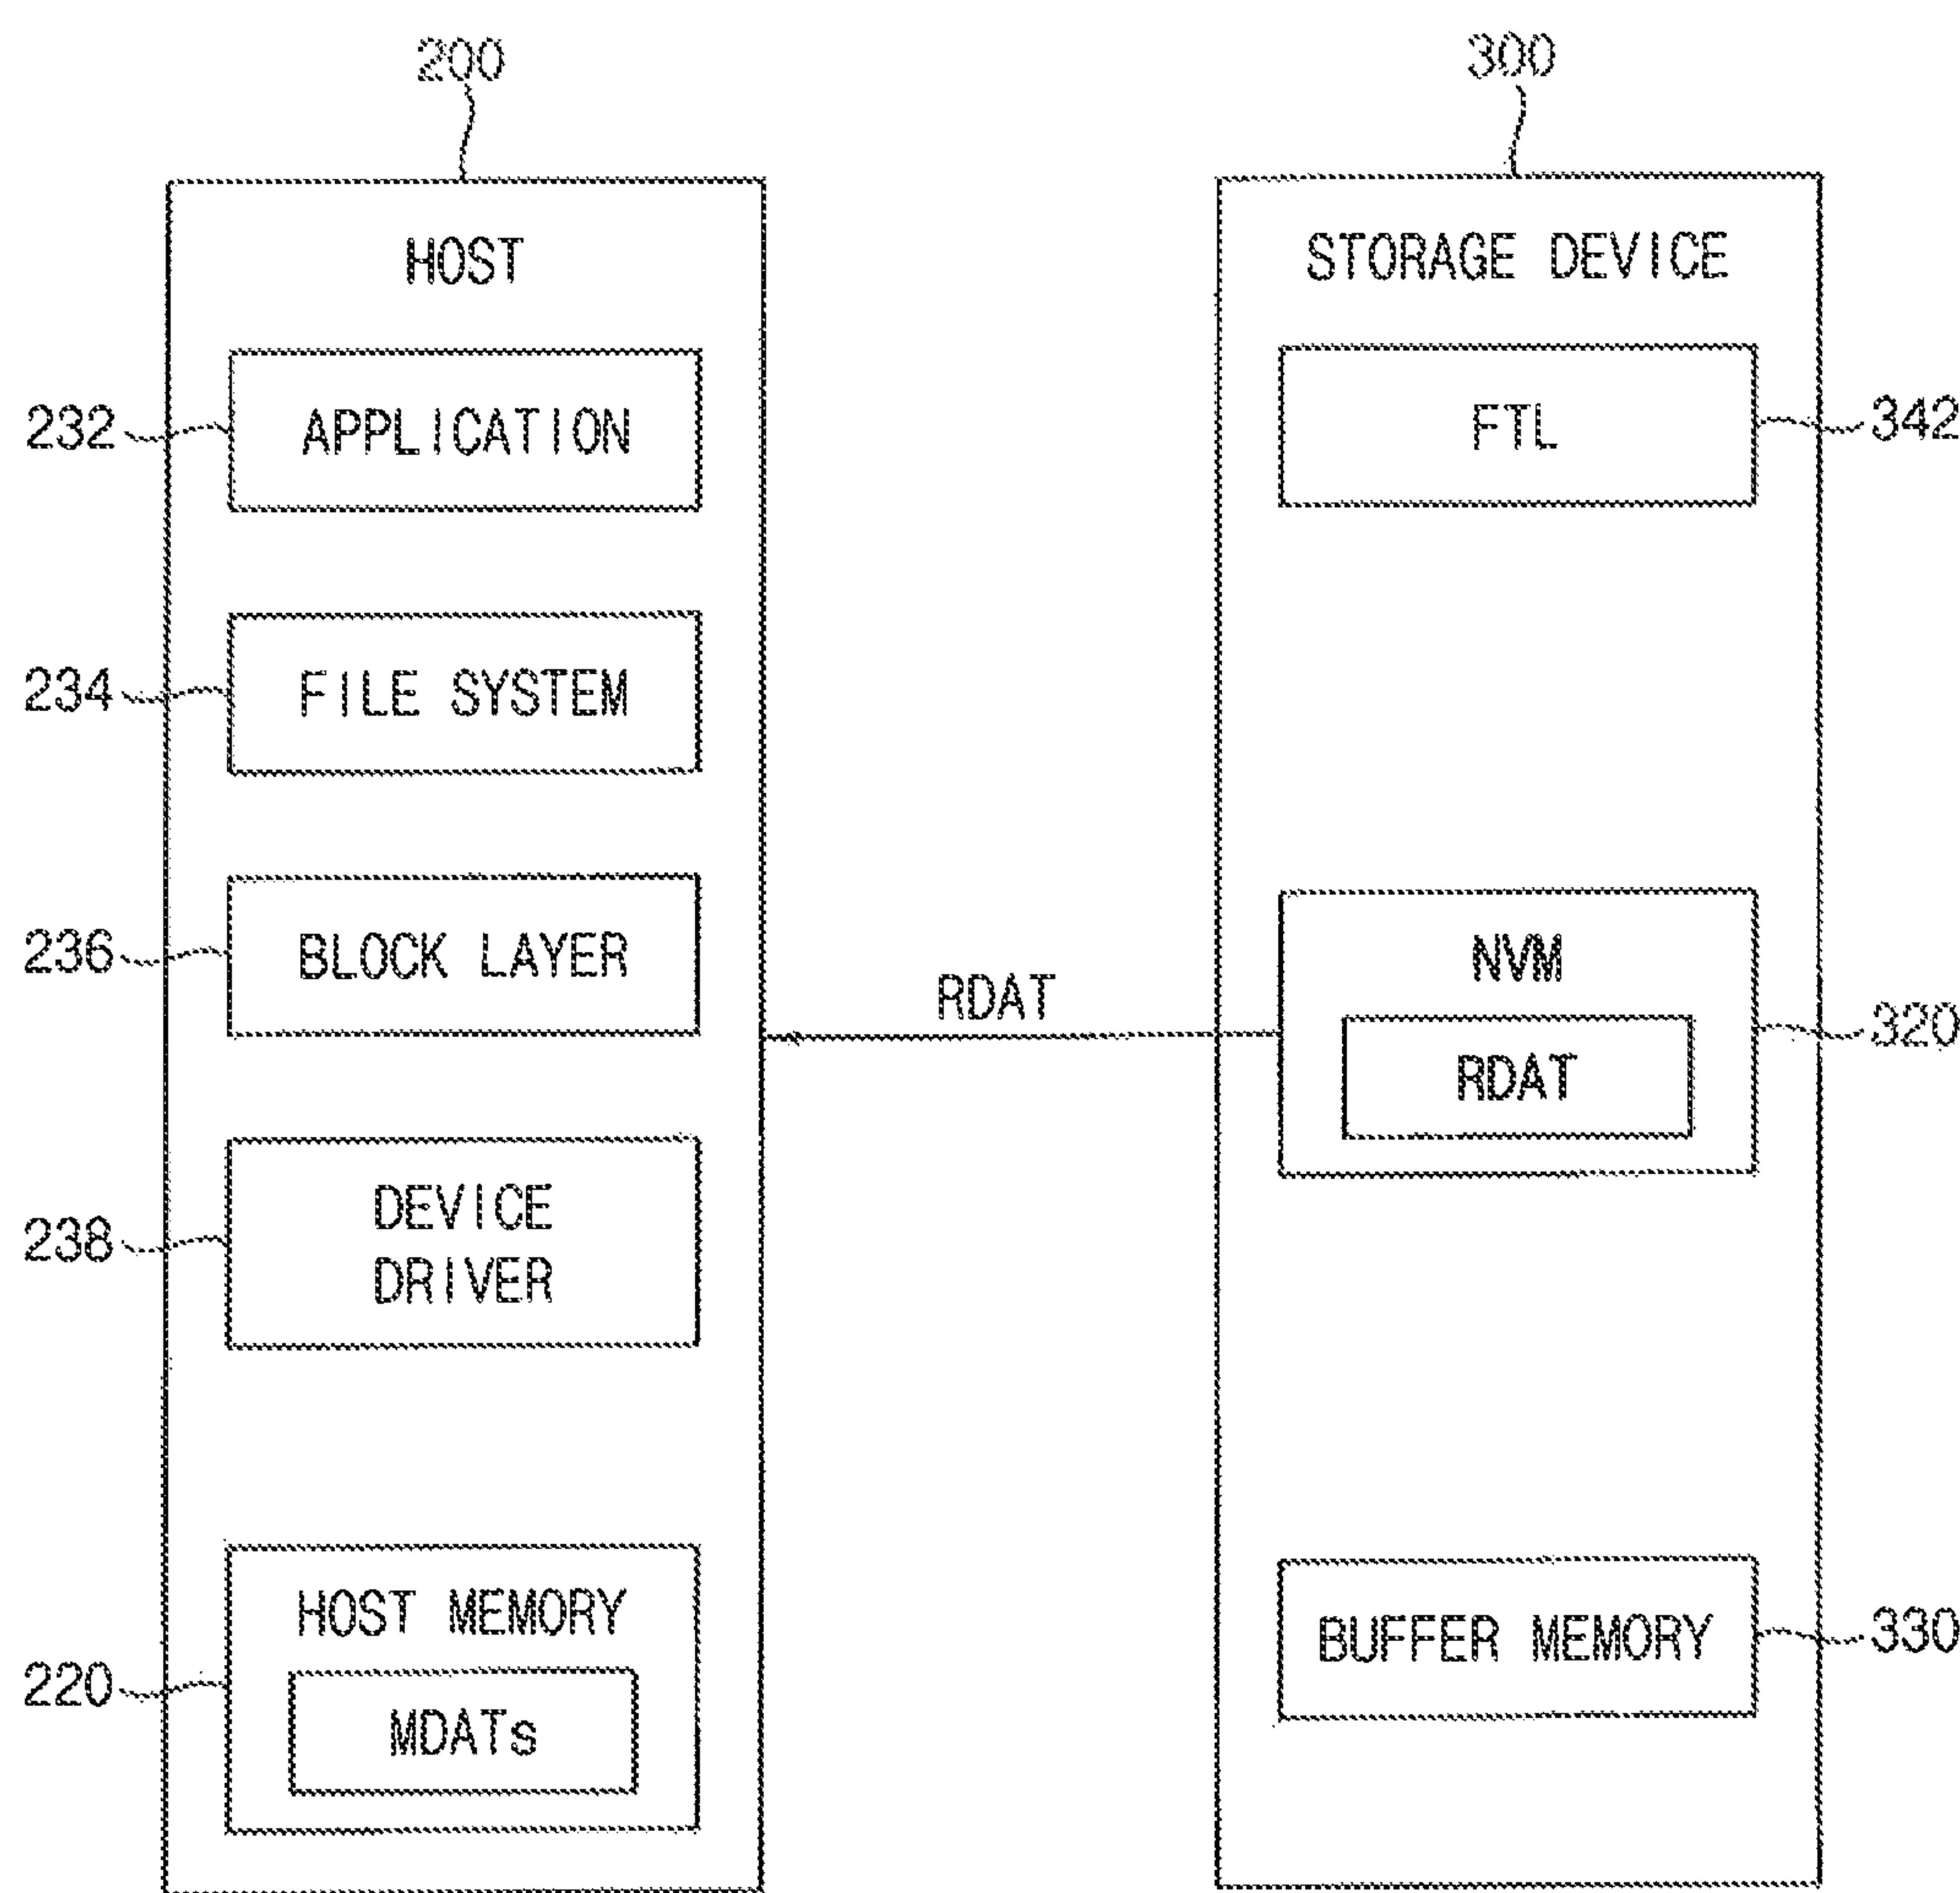 200
300
HOST
STORAGE DEVICE
232
APPLICATION
FTL
342
234
FILE SYSTEM
236
BLOCK LAYER
RDAT
NVM
RDAT
320
238
DEVICE
DRIVER
220
HOST MEMORY
MDATs
BUFFER MEMORY
330